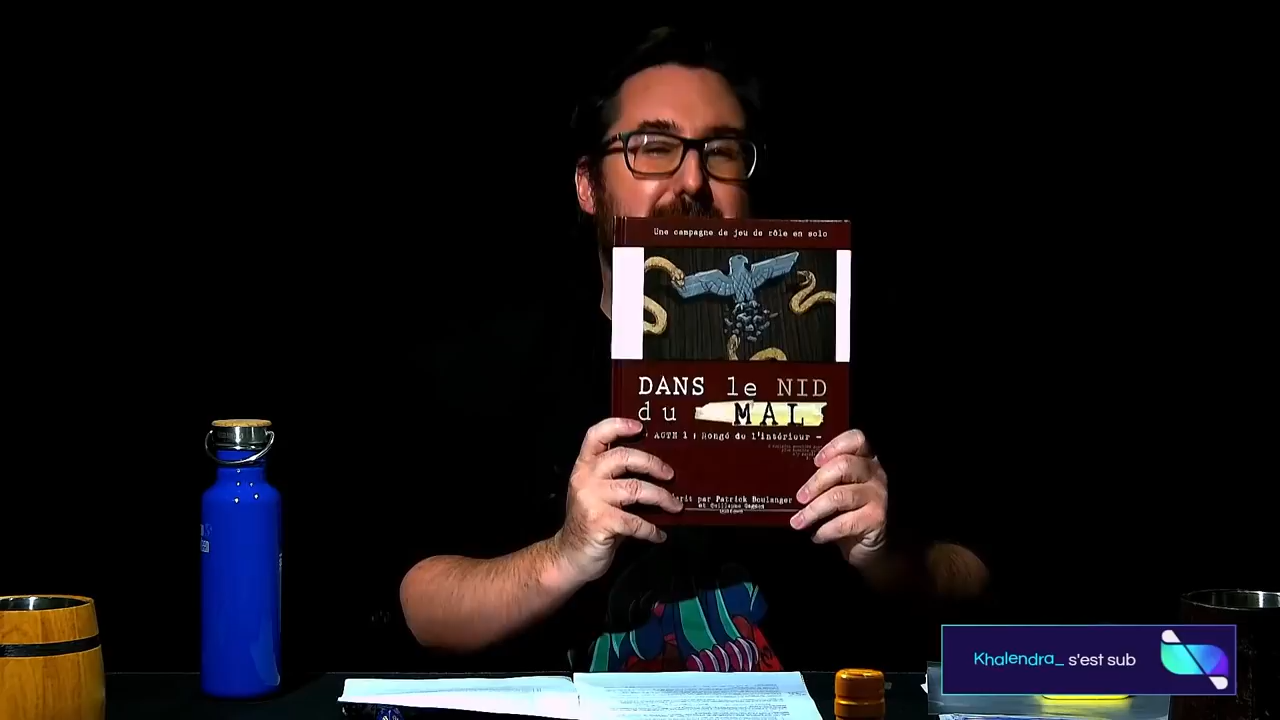 Une campagne de jeu de rôle en solo
DANS le NID
du MAL
ACTE 1 : Rongé de l'intérieur -
écrit par Patrick Boulanger
et Guillaume Gagnon
Khalendra_ s'est sub